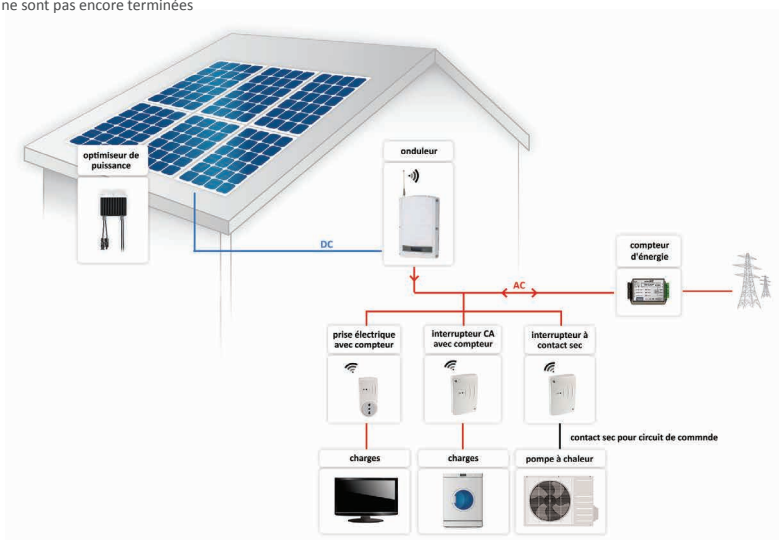 ne sont pas encore terminées
optimiseur de
puissance
onduleur
DC
compteur
d'énergie
AC
prise électrique
avec compteur
interrupteur CA
avec compteur
interrupteur à
contact sec
contact sec pour circuit de commnde
charges
charges
pompe à chaleur